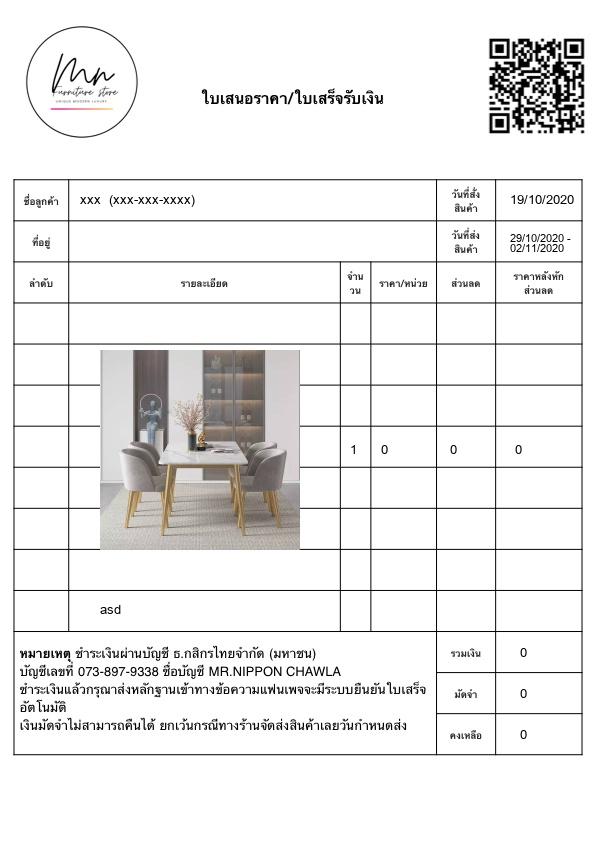 Mn
Furniture Store
UNIQUE MODERN LUXURY
ใบเสนอราคา/ใบเสร็จรับเงิน
ชื่อลูกค้า xxx (xxx-xxx-xxxx) วันที่สั่งสินค้า 19/10/2020
ที่อยู่ วันที่ส่งสินค้า 29/10/2020 - 02/11/2020
ลำดับ รายละเอียด จำนวน ราคา/หน่วย ส่วนลด ราคาหลังหักส่วนลด
1 0 0 0
asd
หมายเหตุ ชำระเงินผ่านบัญชี ธ.กสิกรไทยจำกัด (มหาชน)
บัญชีเลขที่ 073-897-9338 ชื่อบัญชี MR.NIPPON CHAWLA
ชำระเงินแล้วกรุณาส่งหลักฐานเข้าทางข้อความแฟนเพจจะมีระบบยืนยันใบเสร็จ
อัตโนมัติ
เงินมัดจำไม่สามารถคืนได้ ยกเว้นกรณีทางร้านจัดส่งสินค้าเลยวันกำหนดส่ง
รวมเงิน 0
มัดจำ 0
คงเหลือ 0